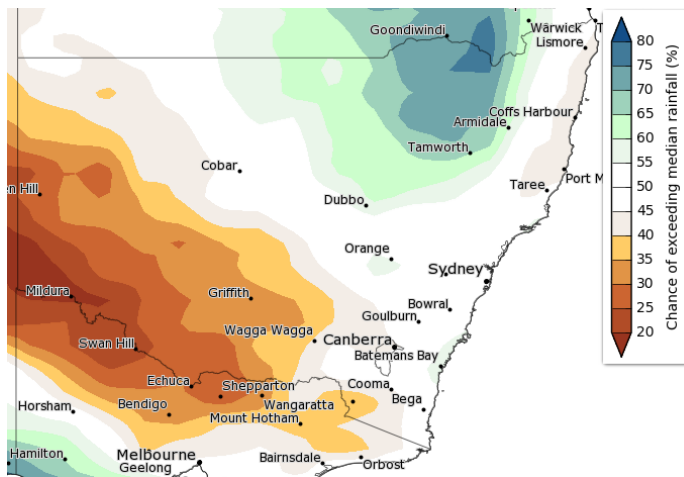 Goondiwindi
Warwick
T
Lismore
Coffs Harbour
Armidale
Tamworth
Cobar
Port M
Taree
en Hill
Dubbo
Orange
Sydney
Mildura
Griffith
Bowral
Goulburn
Wagga Wagga
Canberra
Swan Hill
Batemans Bay
Echuca
Shepparton
Cooma
Horsham
Bendigo
Wangaratta
Bega
Mount Hotham
Hamilton
Melbourne
Geelong
Bairnsdale
Orbost
80
75
70
65
60
55
50
45
40
35
30
25
20
Chance of exceeding median rainfall (%)